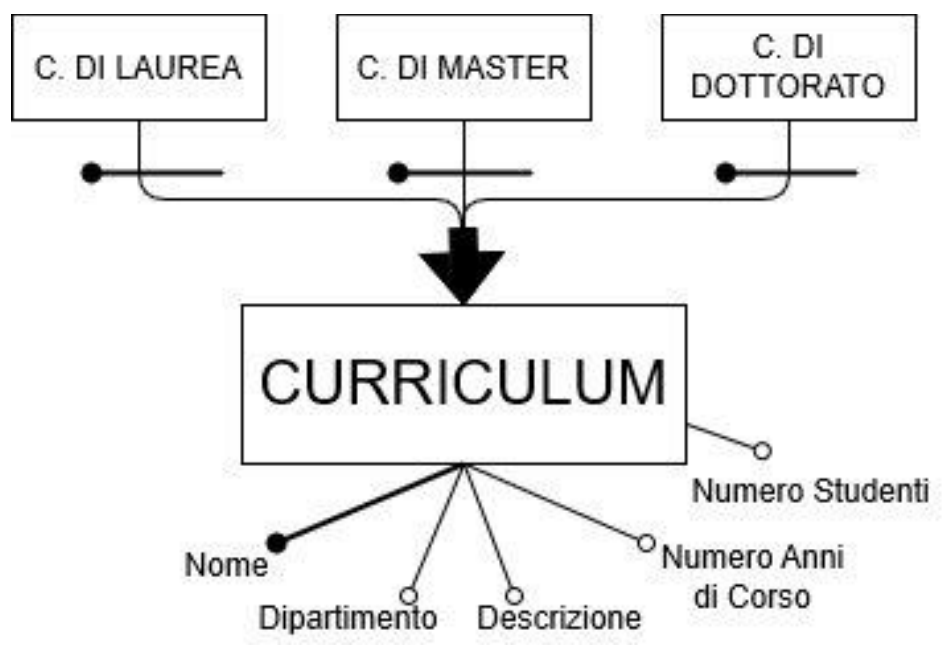 C. DI LAUREA
C. DI MASTER
C. DI
DOTTORATO
CURRICULUM
Numero Studenti
Nome
Numero Anni
di Corso
Dipartimento
Descrizione